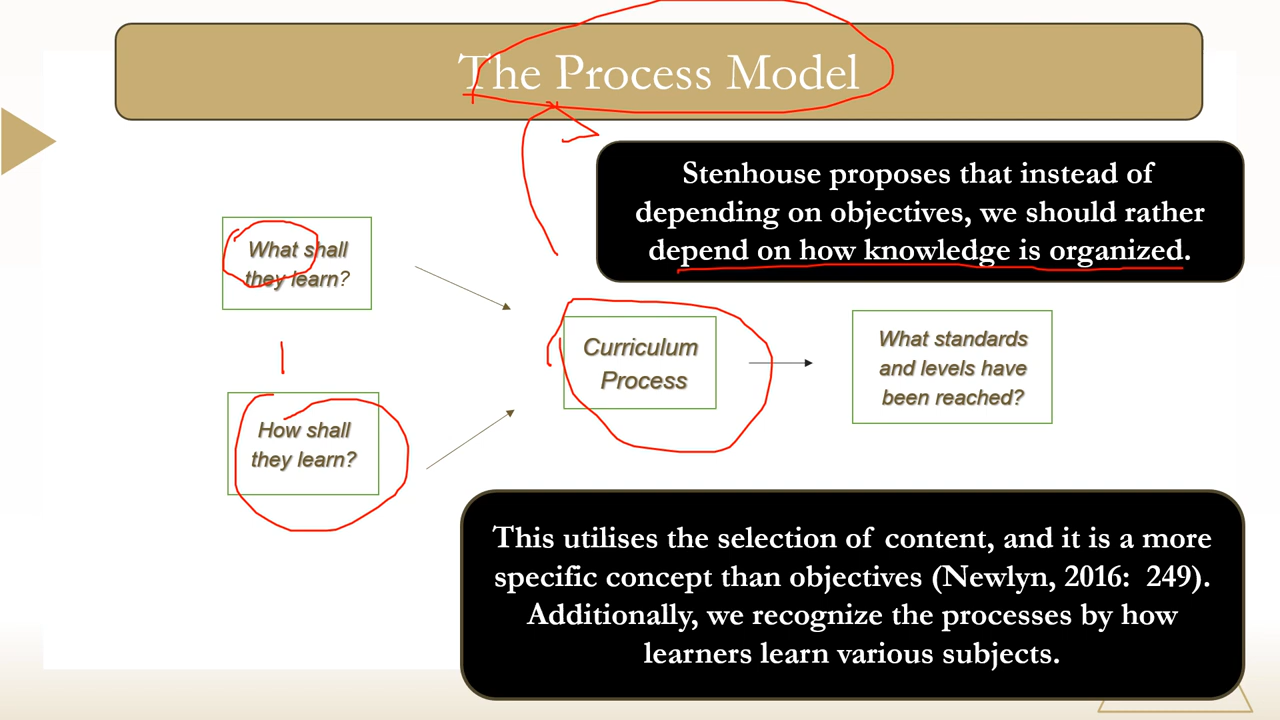 The Process Model
Stenhouse proposes that instead of
depending on objectives, we should rather
depend on how knowledge is organized.
What shall
they learn?
How shall
they learn?
Curriculum
Process
What standards
and levels have
been reached?
This utilises the selection of content, and it is a more
specific concept than objectives (Newlyn, 2016: 249).
Additionally, we recognize the processes by how
learners learn various subjects.